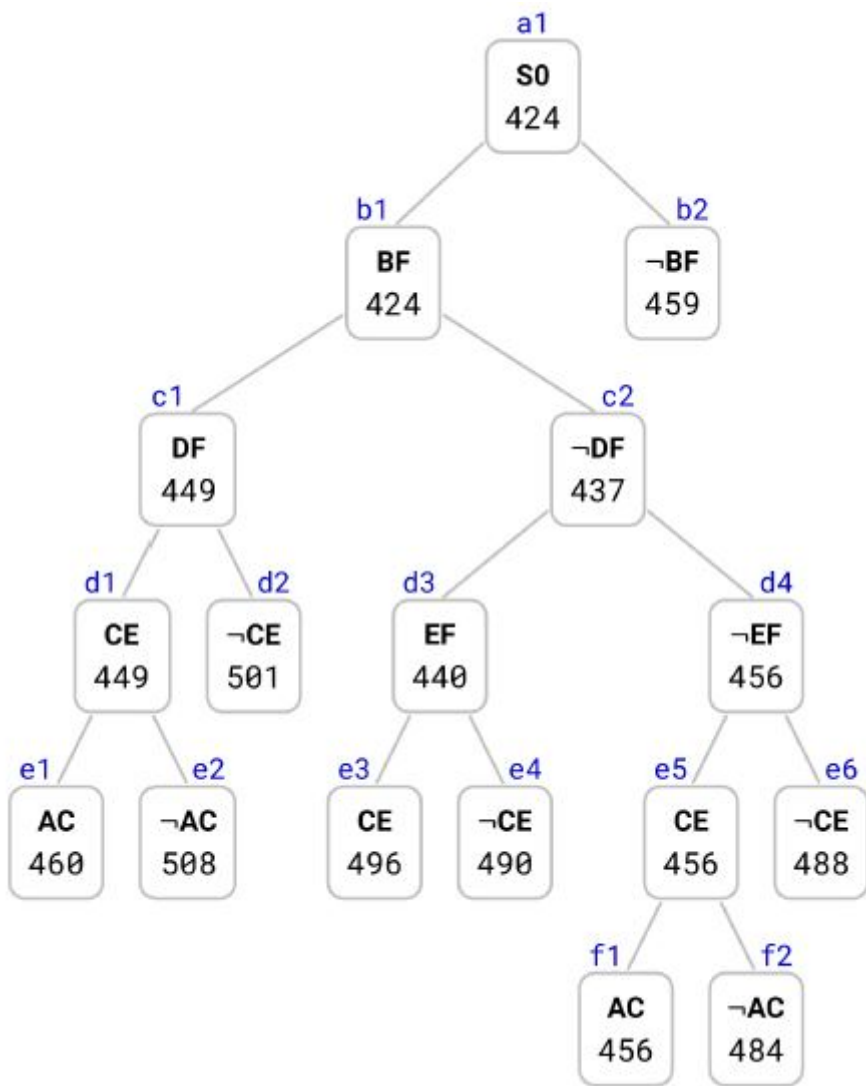 a1
S0
424
b1
b2
BF
424
¬BF
459
c1
c2
DF
449
¬DF
437
d1
d2
d3
d4
CE
449
¬CE
501
EF
440
¬EF
456
e1
e2
e3
e4
e5
e6
AC
460
¬AC
508
CE
496
¬CE
490
CE
456
¬CE
488
f1
f2
AC
456
¬AC
484